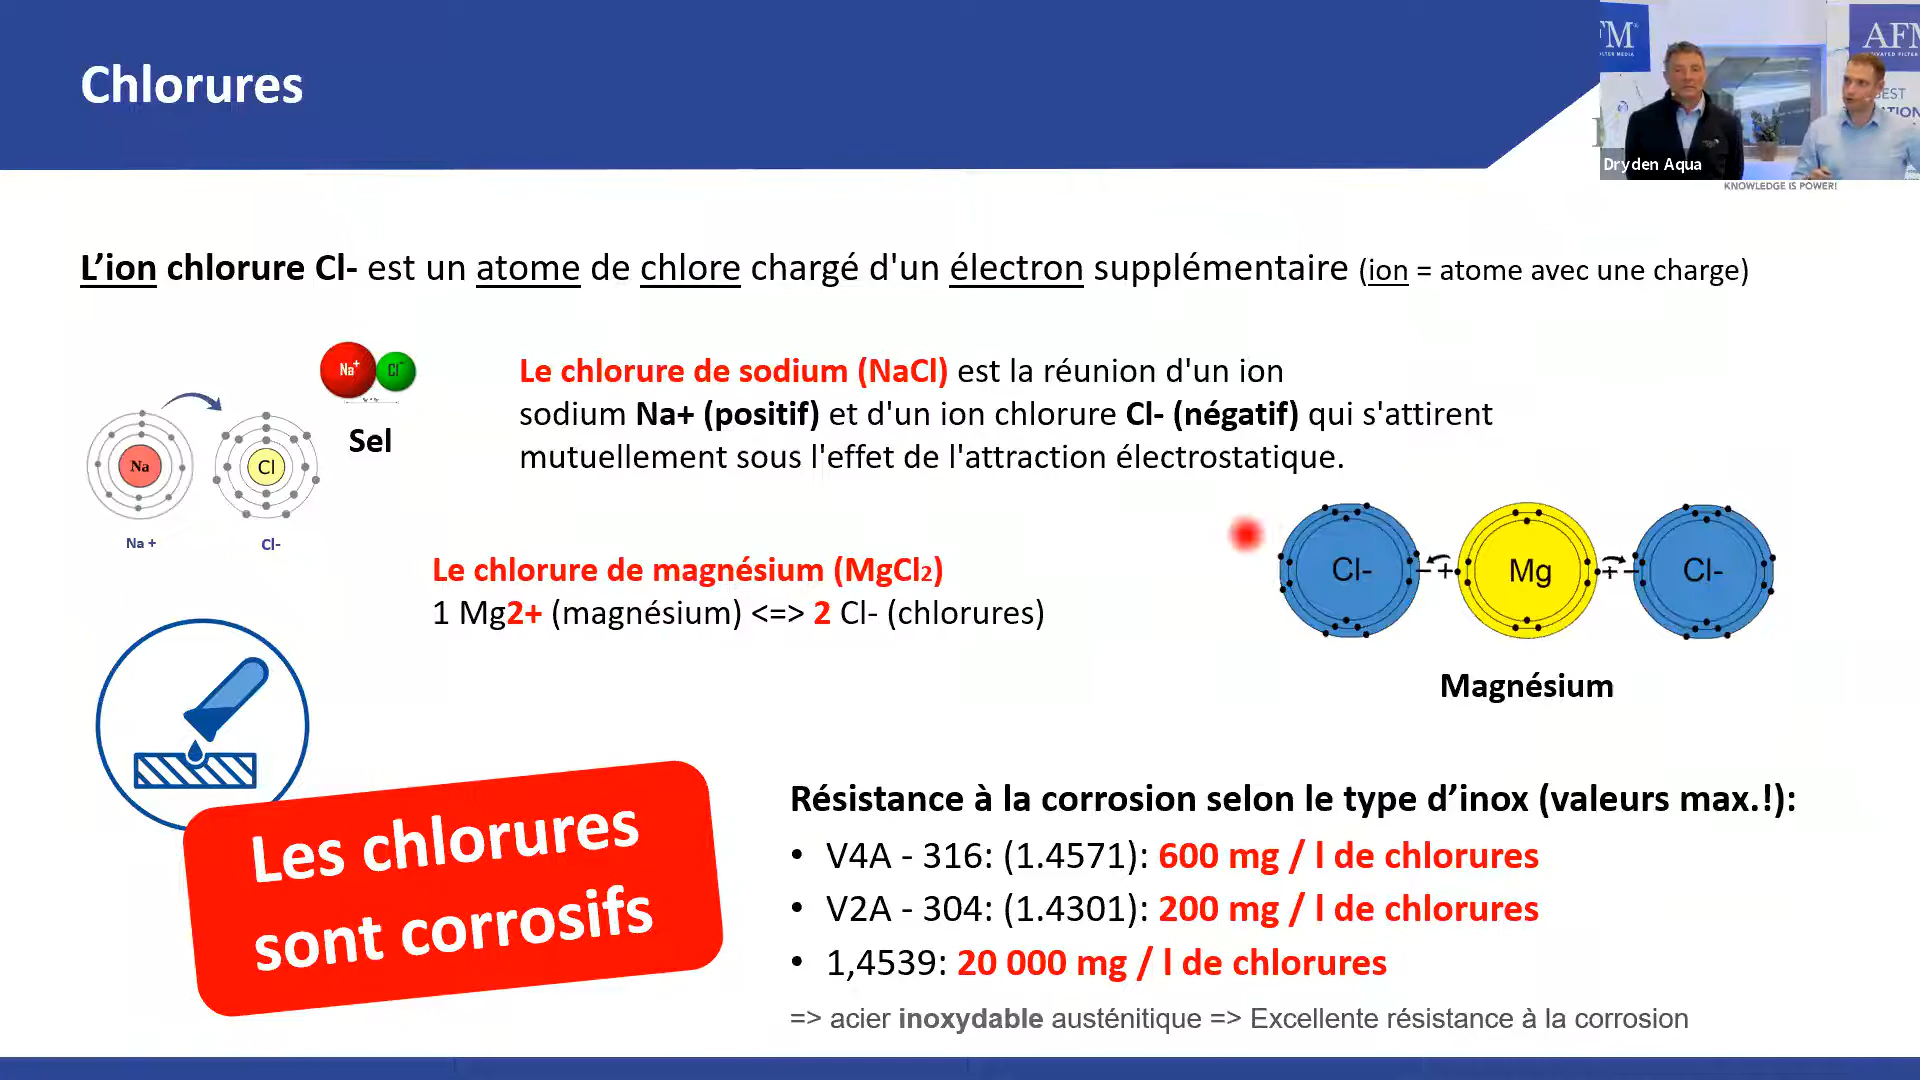 Chlorures
FM
AFM
Dryden Aqua
KNOWLEDGE IS POWER!
L’ion chlorure Cl- est un atome de chlore chargé d'un électron supplémentaire (ion = atome avec une charge)
Na+ Cl-
Sel
Na Cl
Na + Cl-
Le chlorure de sodium (NaCl) est la réunion d'un ion
sodium Na+ (positif) et d'un ion chlorure Cl- (négatif) qui s'attirent
mutuellement sous l'effet de l'attraction électrostatique.
Le chlorure de magnésium (MgCl2)
1 Mg2+ (magnésium) <=> 2 Cl- (chlorures)
Cl- – + Mg + – Cl-
Magnésium
Les chlorures
sont corrosifs
Résistance à la corrosion selon le type d’inox (valeurs max.!):
• V4A - 316: (1.4571): 600 mg / l de chlorures
• V2A - 304: (1.4301): 200 mg / l de chlorures
• 1,4539: 20 000 mg / l de chlorures
=> acier inoxydable austénitique => Excellente résistance à la corrosion